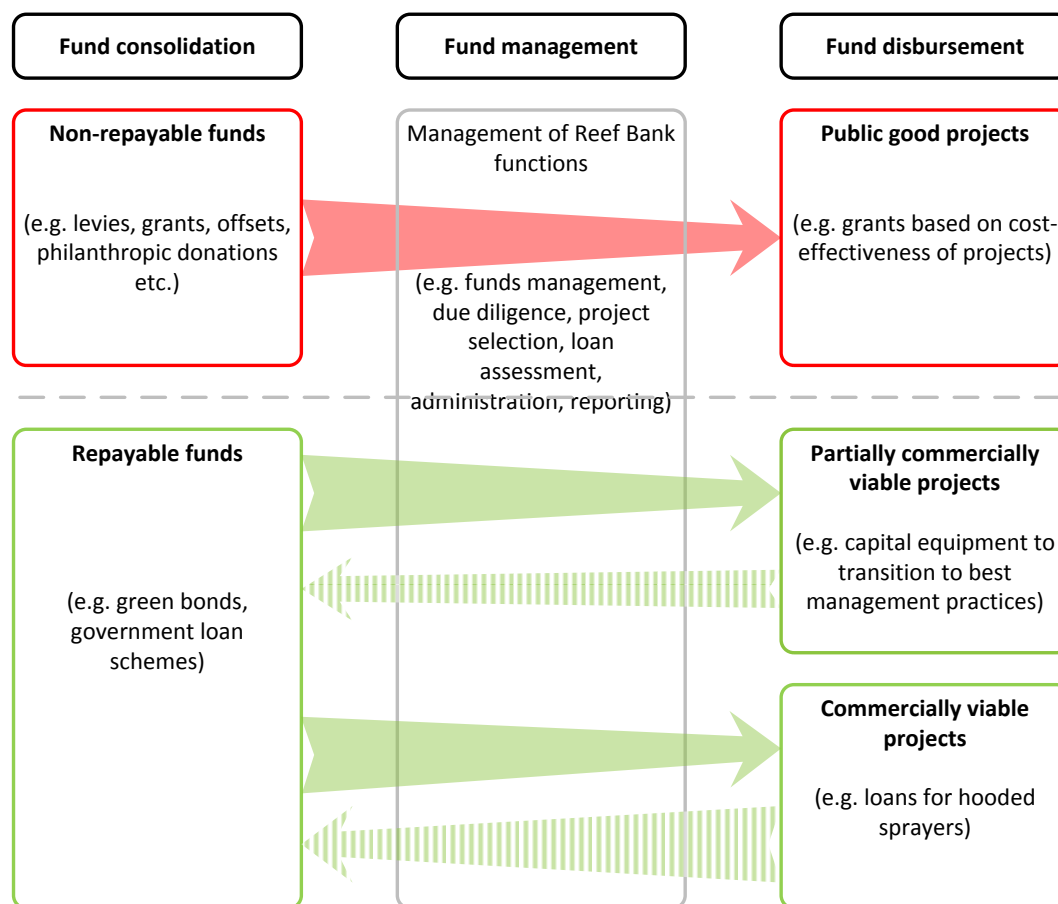 Fund consolidation
Fund management
Fund disbursement
Non-repayable funds
(e.g. levies, grants, offsets,
philanthropic donations
etc.)
Management of Reef Bank
functions
(e.g. funds management,
due diligence, project
selection, loan
assessment,
administration, reporting)
Public good projects
(e.g. grants based on cost-
effectiveness of projects)
Repayable funds
(e.g. green bonds,
government loan
schemes)
Partially commercially
viable projects
(e.g. capital equipment to
transition to best
management practices)
Commercially viable
projects
(e.g. loans for hooded
sprayers)